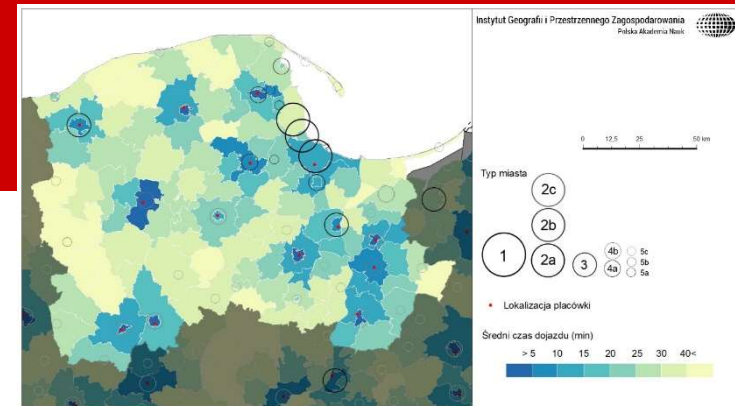 Instytut Geografii i Przestrzennego Zagospodarowania
Polska Akademia Nauk
0 12,5 25 50 km
Typ miasta
2c
2b
1 2a 3 4b 4a 5c 5b 5a
Lokalizacja placówki
Średni czas dojazdu (min)
> 5 10 15 20 25 30 40<